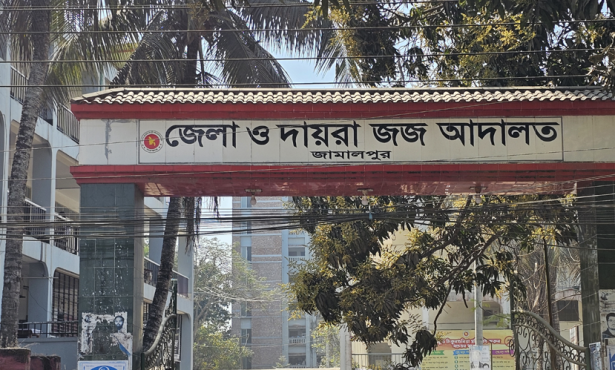 জেলা ও দায়রা জজ আদালত
জামালপুর